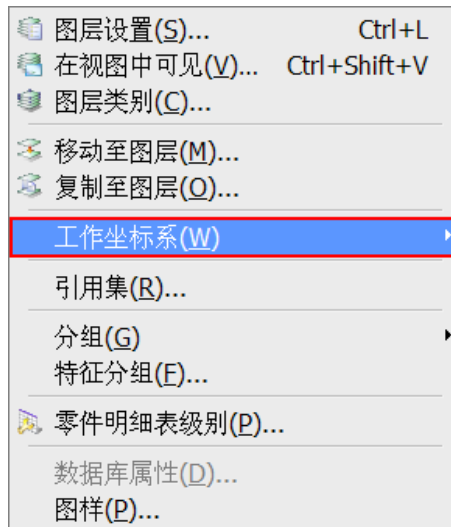 图层设置(S)... Ctrl+L
在视图中可见(V)... Ctrl+Shift+V
图层类别(C)...
移动至图层(M)...
复制至图层(O)...
工作坐标系(W)
引用集(R)...
分组(G)
特征分组(F)...
零件明细表级别(P)...
数据库属性(D)...
图样(P)...